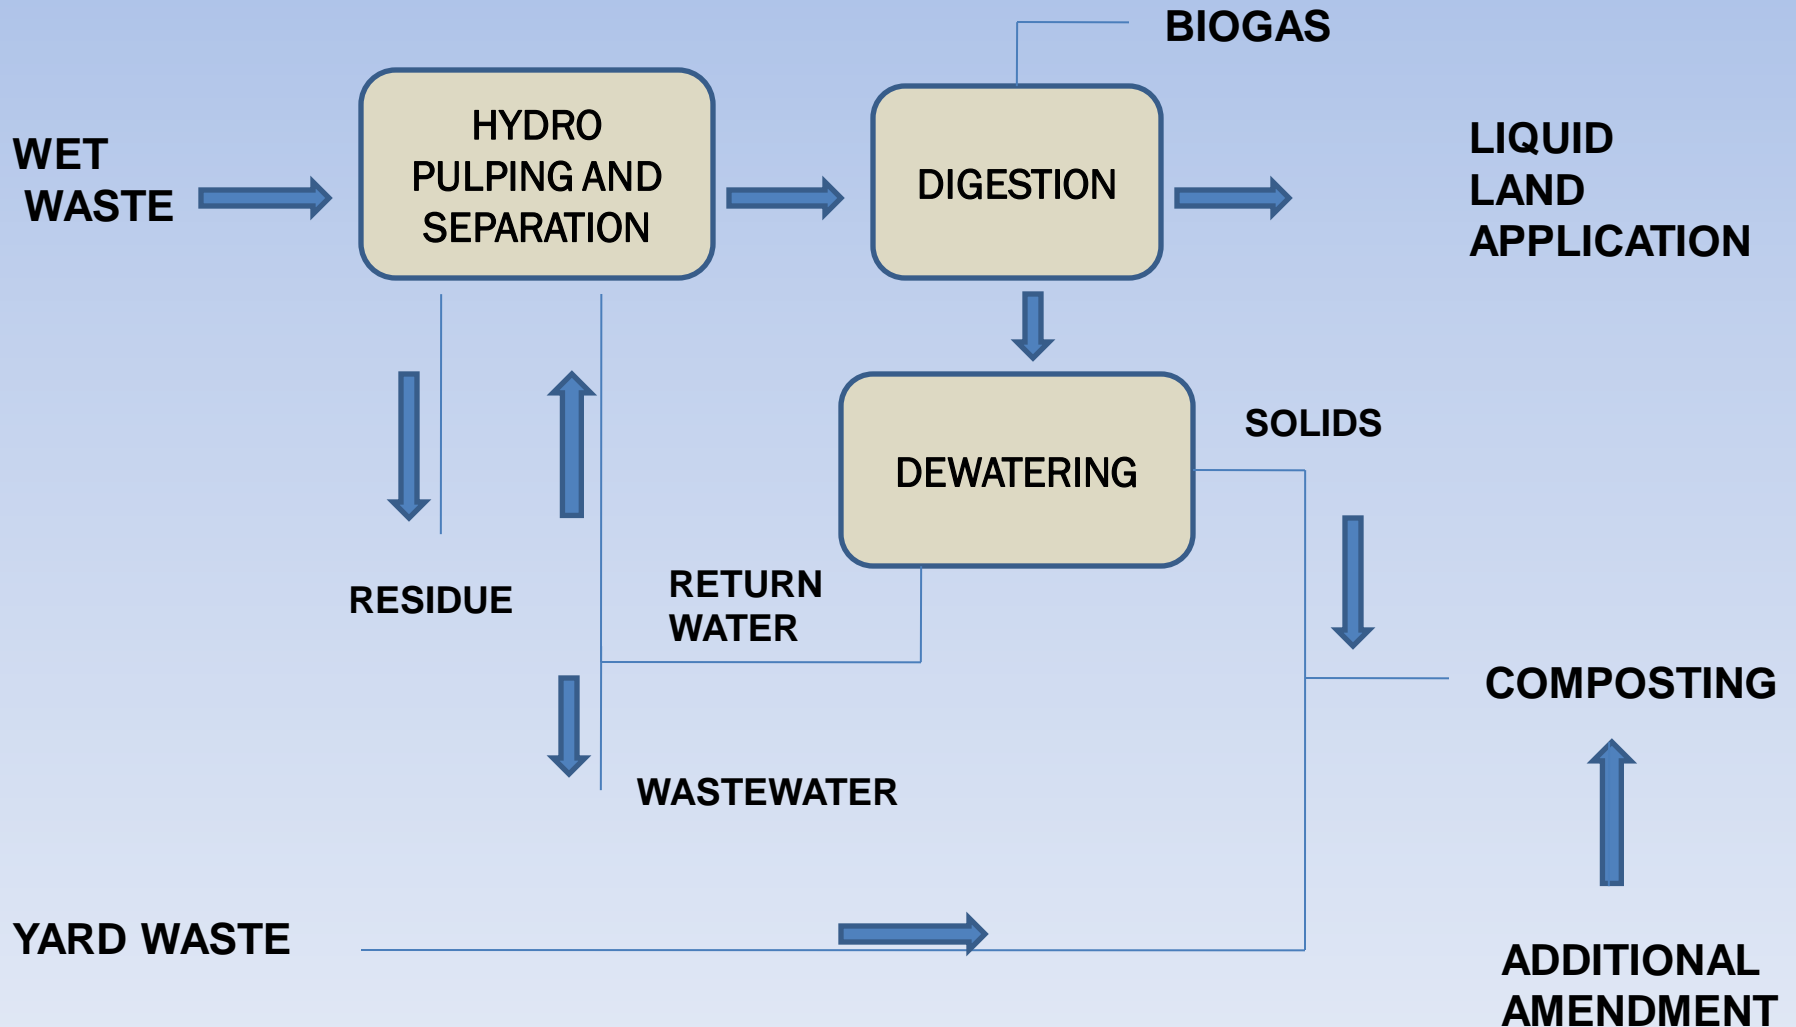 BIOGAS
WET
WASTE
HYDRO
PULPING AND
SEPARATION
DIGESTION
LIQUID
LAND
APPLICATION
DEWATERING
SOLIDS
RESIDUE
RETURN
WATER
COMPOSTING
WASTEWATER
YARD WASTE
ADDITIONAL
AMENDMENT